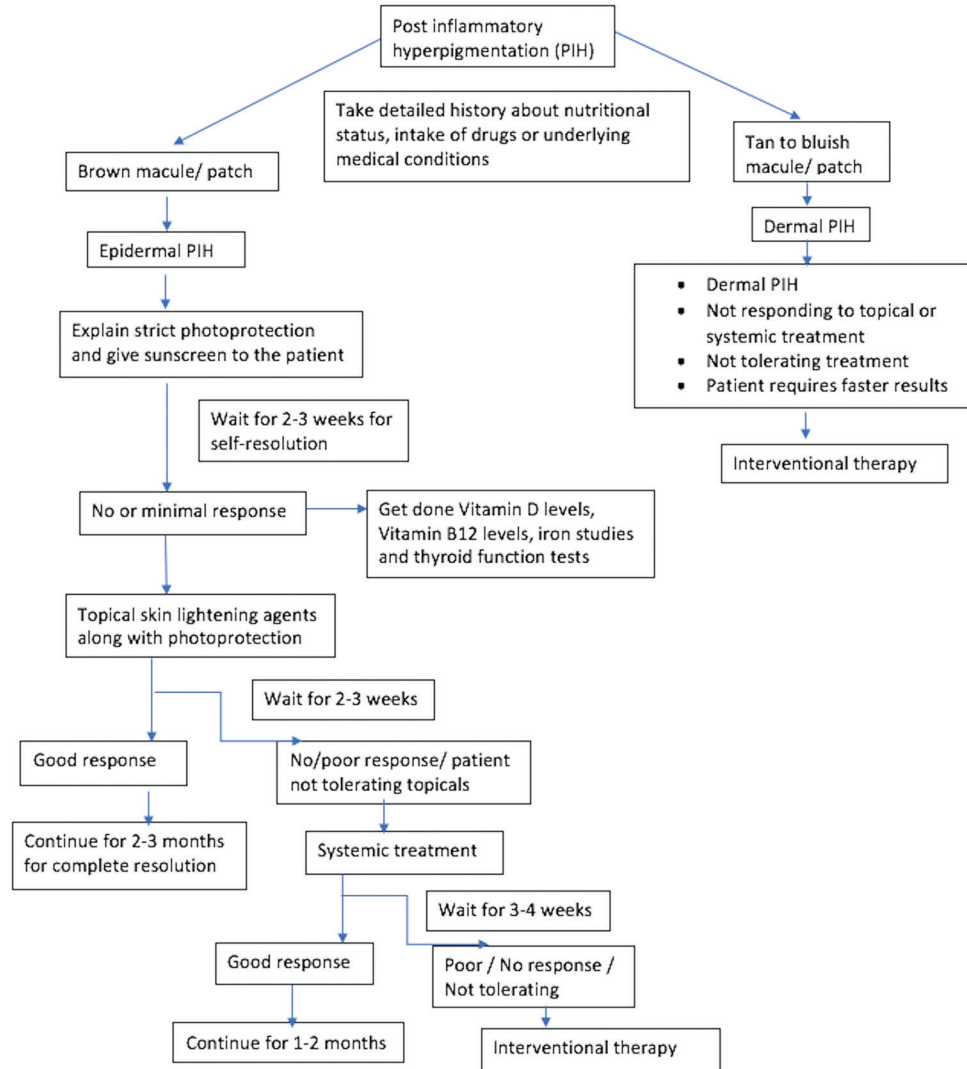 Post inflammatory
hyperpigmentation (PIH)
Take detailed history about nutritional
status, intake of drugs or underlying
medical conditions
Brown macule/ patch
Tan to bluish
macule/ patch
Epidermal PIH
Dermal PIH
Explain strict photoprotection
and give sunscreen to the patient
• Dermal PIH
• Not responding to topical or
systemic treatment
• Not tolerating treatment
• Patient requires faster results
Wait for 2-3 weeks for
self-resolution
Interventional therapy
No or minimal response
Get done Vitamin D levels,
Vitamin B12 levels, iron studies
and thyroid function tests
Topical skin lightening agents
along with photoprotection
Wait for 2-3 weeks
Good response
No/poor response/ patient
not tolerating topicals
Continue for 2-3 months
for complete resolution
Systemic treatment
Wait for 3-4 weeks
Good response
Poor / No response /
Not tolerating
Continue for 1-2 months
Interventional therapy